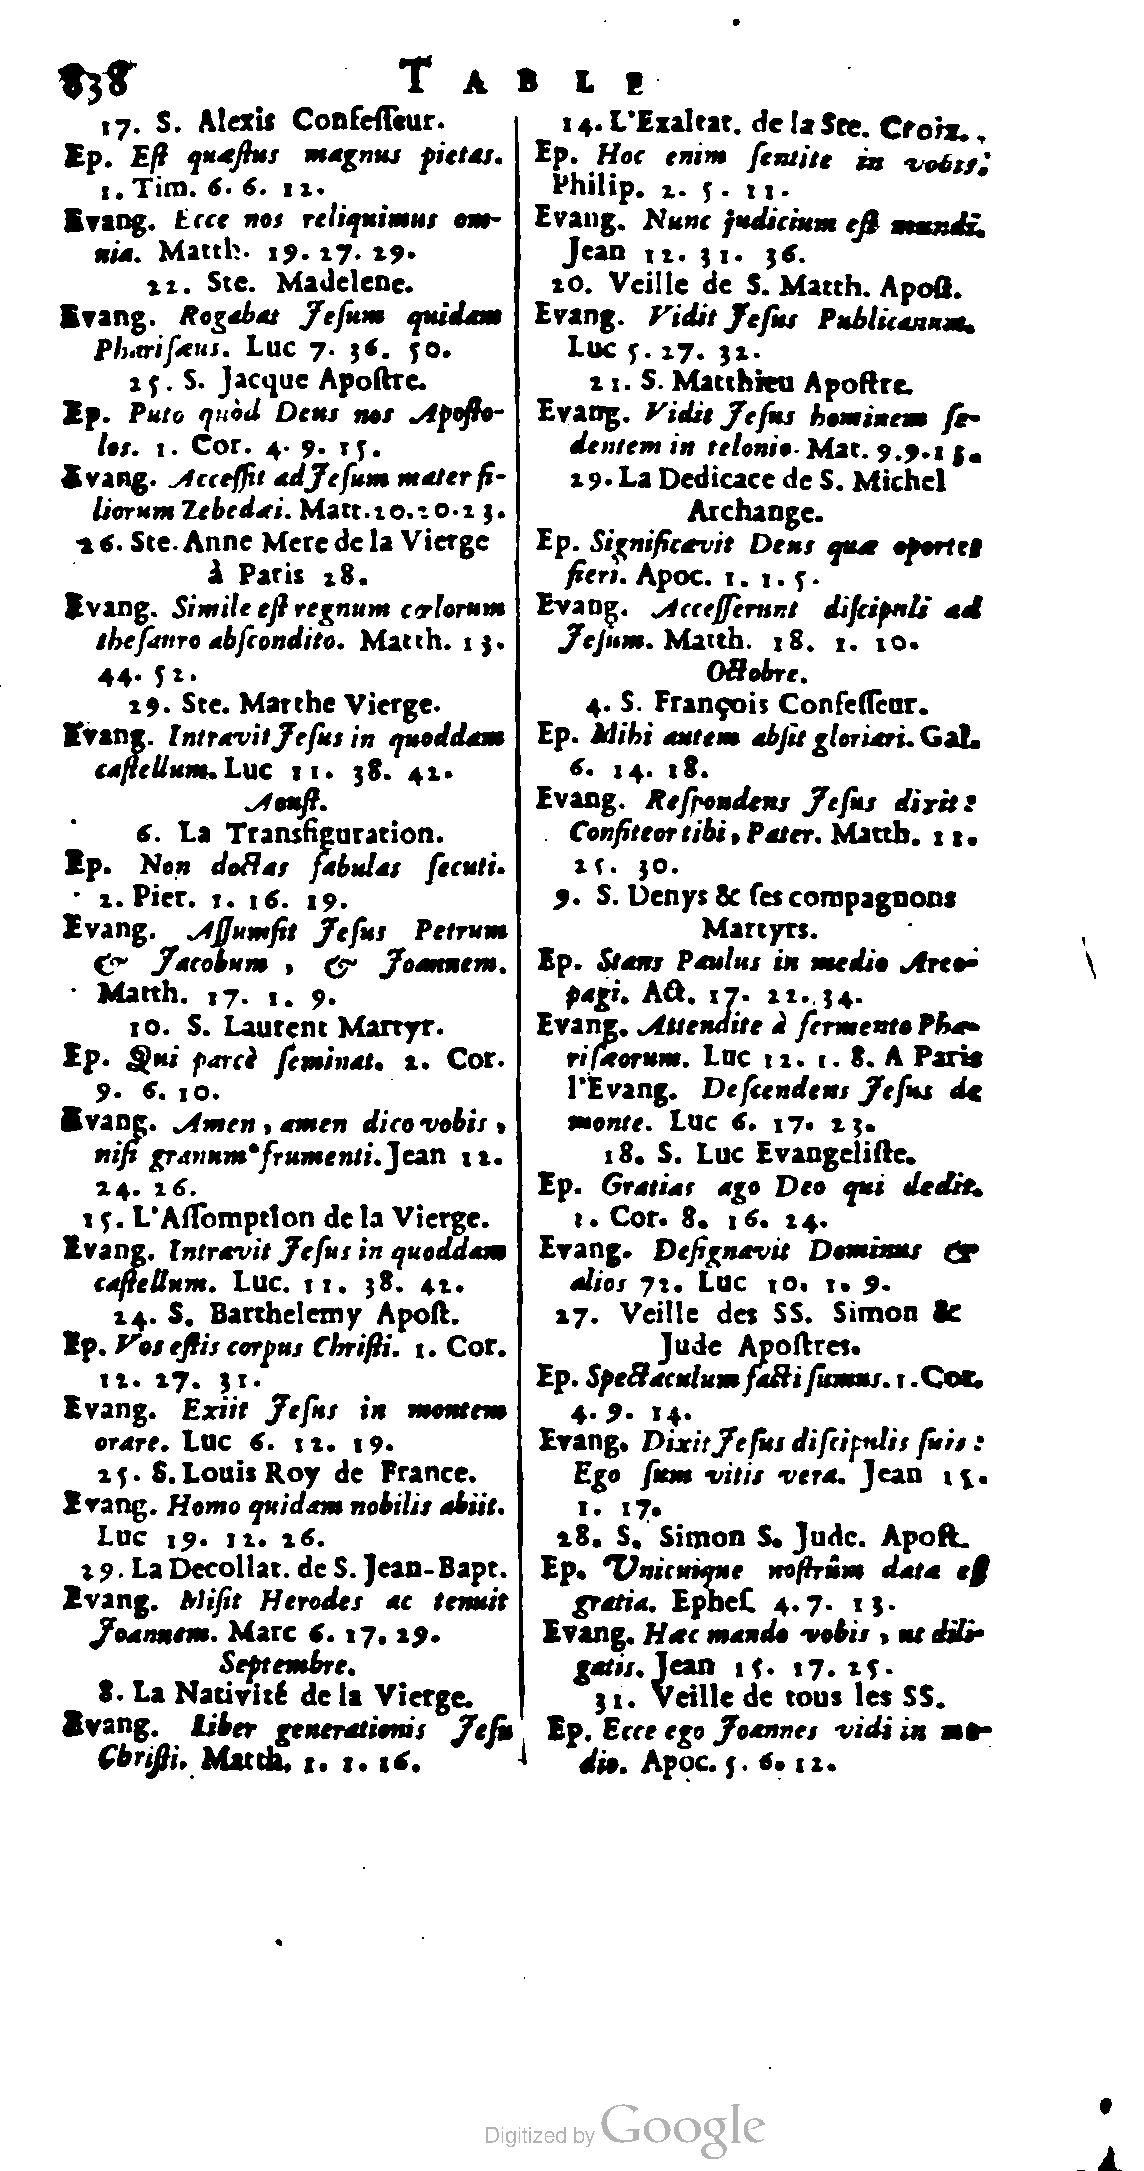 838 TABLE
17. S. Alexis Confeſſeur.
Ep. Eſt quæſtus magnus pietas.
1. Tim. 6. 6. 12.
Evang. Ecce nos reliquimus om-
nia. Matth. 19. 27. 29.
22. Ste. Madelene.
Evang. Rogabat Jeſum quidam
Phariſæus. Luc 7. 36. 50.
25. S. Jacque Apoſtre.
Ep. Puto quòd Deus nos Apoſto-
los. 1. Cor. 4. 9. 15.
Evang. Acceſſit ad Jeſum mater fi-
liorum Zebedæi. Matt. 20. 20. 23.
26. Ste. Anne Mere de la Vierge
à Paris 28.
Evang. Simile eſt regnum cœlorum
theſauro abſcondito. Matth. 13.
44. 52.
29. Ste. Marthe Vierge.
Evang. Intravit Jeſus in quoddam
caſtellum. Luc 11. 38. 42.
Aouſt.
6. La Transfiguration.
Ep. Non doctas fabulas ſecuti.
2. Pier. 1. 16. 19.
Evang. Aſſumſit Jeſus Petrum
& Jacobum, & Joannem.
Matth. 17. 1. 9.
10. S. Laurent Martyr.
Ep. Qui parcè ſeminat. 2. Cor.
9. 6. 10.
Evang. Amen, amen dico vobis,
niſi granum frumenti. Jean 12.
24. 26.
15. L'Aſſomption de la Vierge.
Evang. Intravit Jeſus in quoddam
caſtellum. Luc. 11. 38. 42.
24. S. Barthelemy Apoſt.
Ep. Vos eſtis corpus Chriſti. 1. Cor.
12. 27. 31.
Evang. Exiit Jeſus in montem
orare. Luc 6. 12. 19.
25. S. Louis Roy de France.
Evang. Homo quidam nobilis abiit.
Luc 19. 12. 26.
29. La Decollat. de S. Jean-Bapt.
Evang. Miſit Herodes ac tenuit
Joannem. Marc 6. 17. 29.
Septembre.
8. La Nativité de la Vierge.
Evang. Liber generationis Jeſu
Chriſti. Matth. 1. 1. 16.
14. L'Exaltat. de la Ste. Croix.
Ep. Hoc enim ſentite in vobis.
Philip. 2. 5. 11.
Evang. Nunc judicium eſt mundi.
Jean 12. 31. 36.
20. Veille de S. Matth. Apoſt.
Evang. Vidit Jeſus Publicanum.
Luc 5. 27. 32.
21. S. Matthieu Apoſtre.
Evang. Vidit Jeſus hominem ſe-
dentem in telonio. Mat. 9. 9. 13.
29. La Dedicace de S. Michel
Archange.
Ep. Significavit Deus quæ oportet
fieri. Apoc. 1. 1. 5.
Evang. Acceſſerunt diſcipuli ad
Jeſum. Matth. 18. 1. 10.
Octobre.
4. S. François Confeſſeur.
Ep. Mihi autem abſit gloriari. Gal.
6. 14. 18.
Evang. Reſpondens Jeſus dixit:
Confiteor tibi, Pater. Matth. 11.
25. 30.
9. S. Denys & ſes compagnons
Martyrs.
Ep. Stans Paulus in medio Areo-
pagi. Act. 17. 22. 34.
Evang. Attendite à fermento Pha-
riſæorum. Luc 12. 1. 8. A Paris
l'Evang. Deſcendens Jeſus de
monte. Luc 6. 17. 23.
18. S. Luc Evangeliſte.
Ep. Gratias ago Deo qui dedit.
1. Cor. 8. 16. 24.
Evang. Deſignavit Dominus &
alios 72. Luc 10. 1. 9.
27. Veille des SS. Simon &
Jude Apoſtres.
Ep. Spectaculum facti ſumus. 1. Cor.
4. 9. 14.
Evang. Dixit Jeſus diſcipulis ſuis:
Ego ſum vitis vera. Jean 15.
1. 17.
28. S. Simon S. Jude. Apoſt.
Ep. Unicuique noſtrûm data eſt
gratia. Epheſ. 4. 7. 13.
Evang. Hæc mando vobis, ut dili-
gatis. Jean 15. 17. 25.
31. Veille de tous les SS.
Ep. Ecce ego Joannes vidi in me-
dio. Apoc. 5. 6. 12.
Digitized by Google